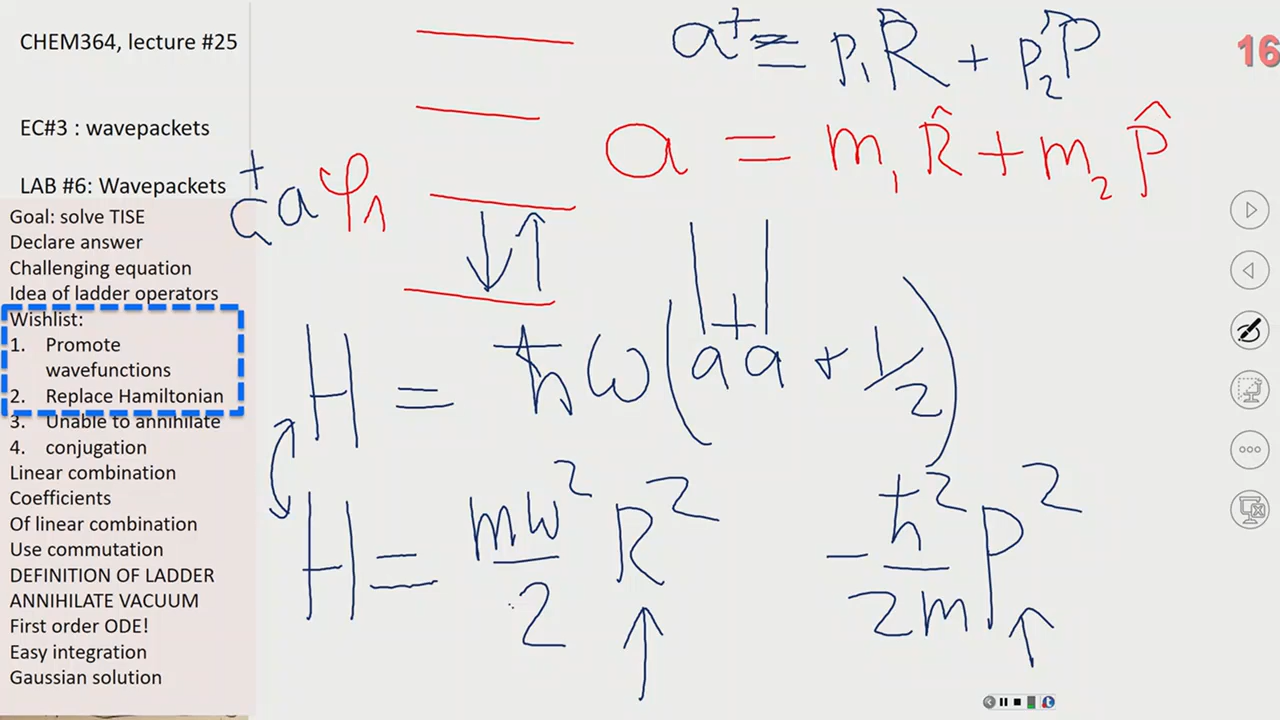 CHEM364, lecture #25
EC#3 : wavepackets
LAB #6: Wavepackets
Goal: solve TISE
Declare answer
Challenging equation
Idea of ladder operators
Wishlist:
1. Promote
wavefunctions
2. Replace Hamiltonian
3. Unable to annihilate
4. conjugation
Linear combination
Coefficients
Of linear combination
Use commutation
DEFINITION OF LADDER
ANNIHILATE VACUUM
First order ODE!
Easy integration
Gaussian solution
16
a⁺ = p₁R̂ + p₂P̂
a = m₁R̂ + m₂P̂
a⁺aφ₁
H = ħω(a⁺a + 1/2)
H = mω²/2 R² - ħ²/2m P²